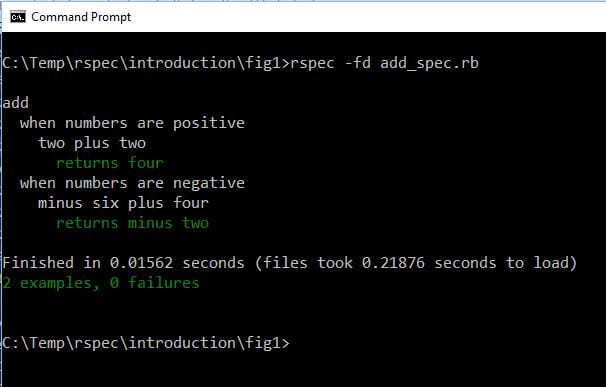 Command Prompt
C:\Temp\rspec\introduction\fig1>rspec -fd add_spec.rb
add
when numbers are positive
two plus two
returns four
when numbers are negative
minus six plus four
returns minus two
Finished in 0.01562 seconds (files took 0.21876 seconds to load)
2 examples, 0 failures
C:\Temp\rspec\introduction\fig1>